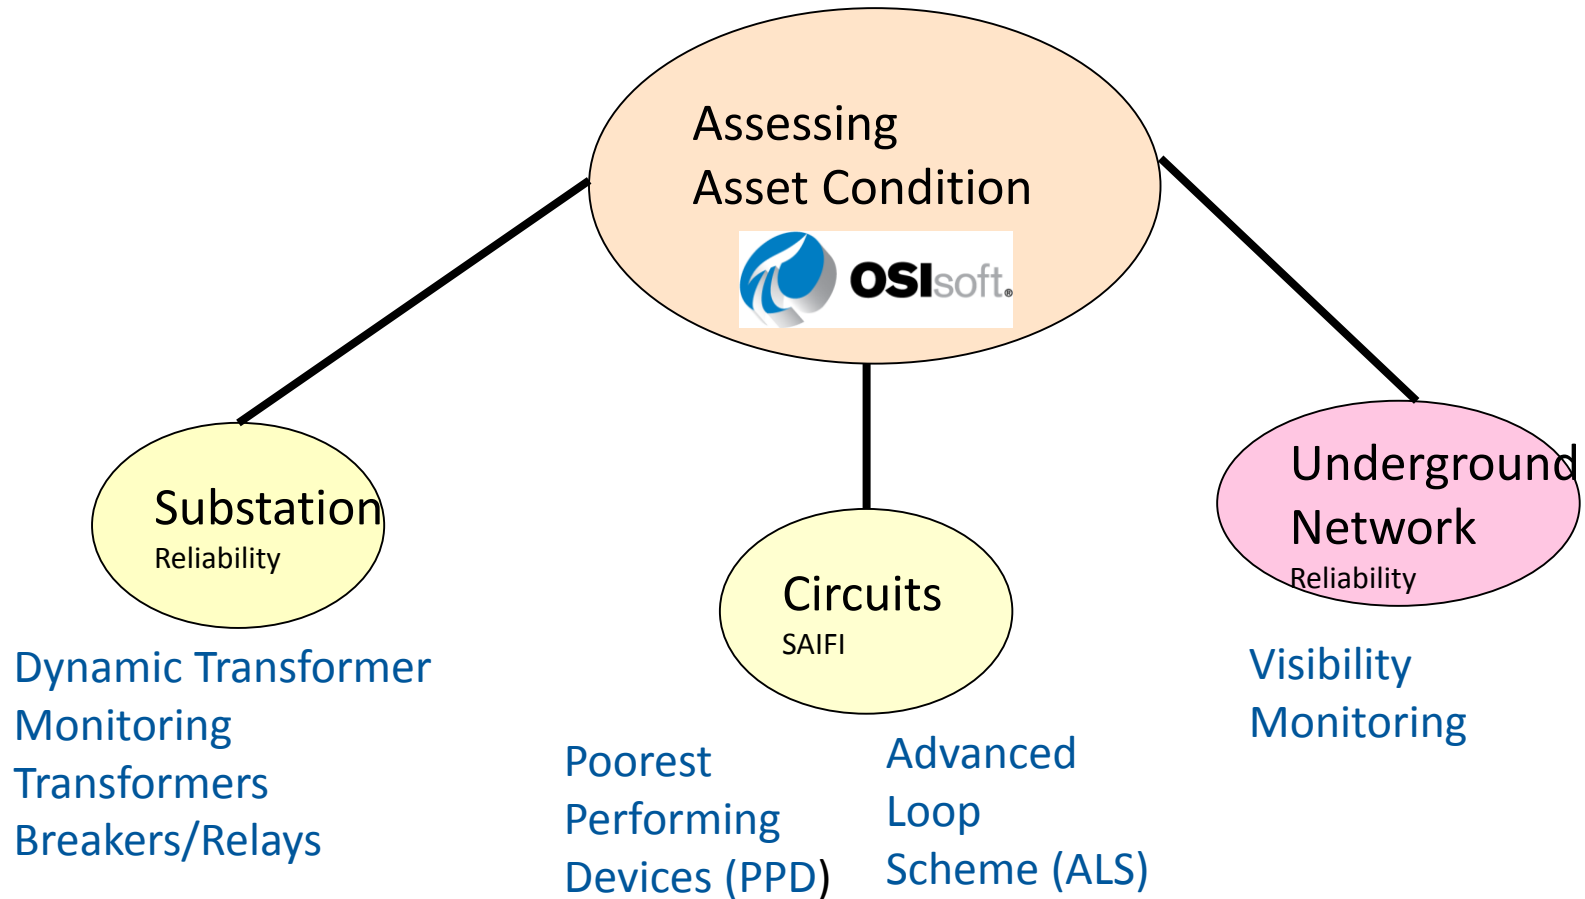 Assessing
Asset Condition
OSIsoft.®
Substation
Reliability
Circuits
SAIFI
Underground
Network
Reliability
Dynamic Transformer
Monitoring
Transformers
Breakers/Relays
Poorest
Performing
Devices (PPD)
Advanced
Loop
Scheme (ALS)
Visibility
Monitoring